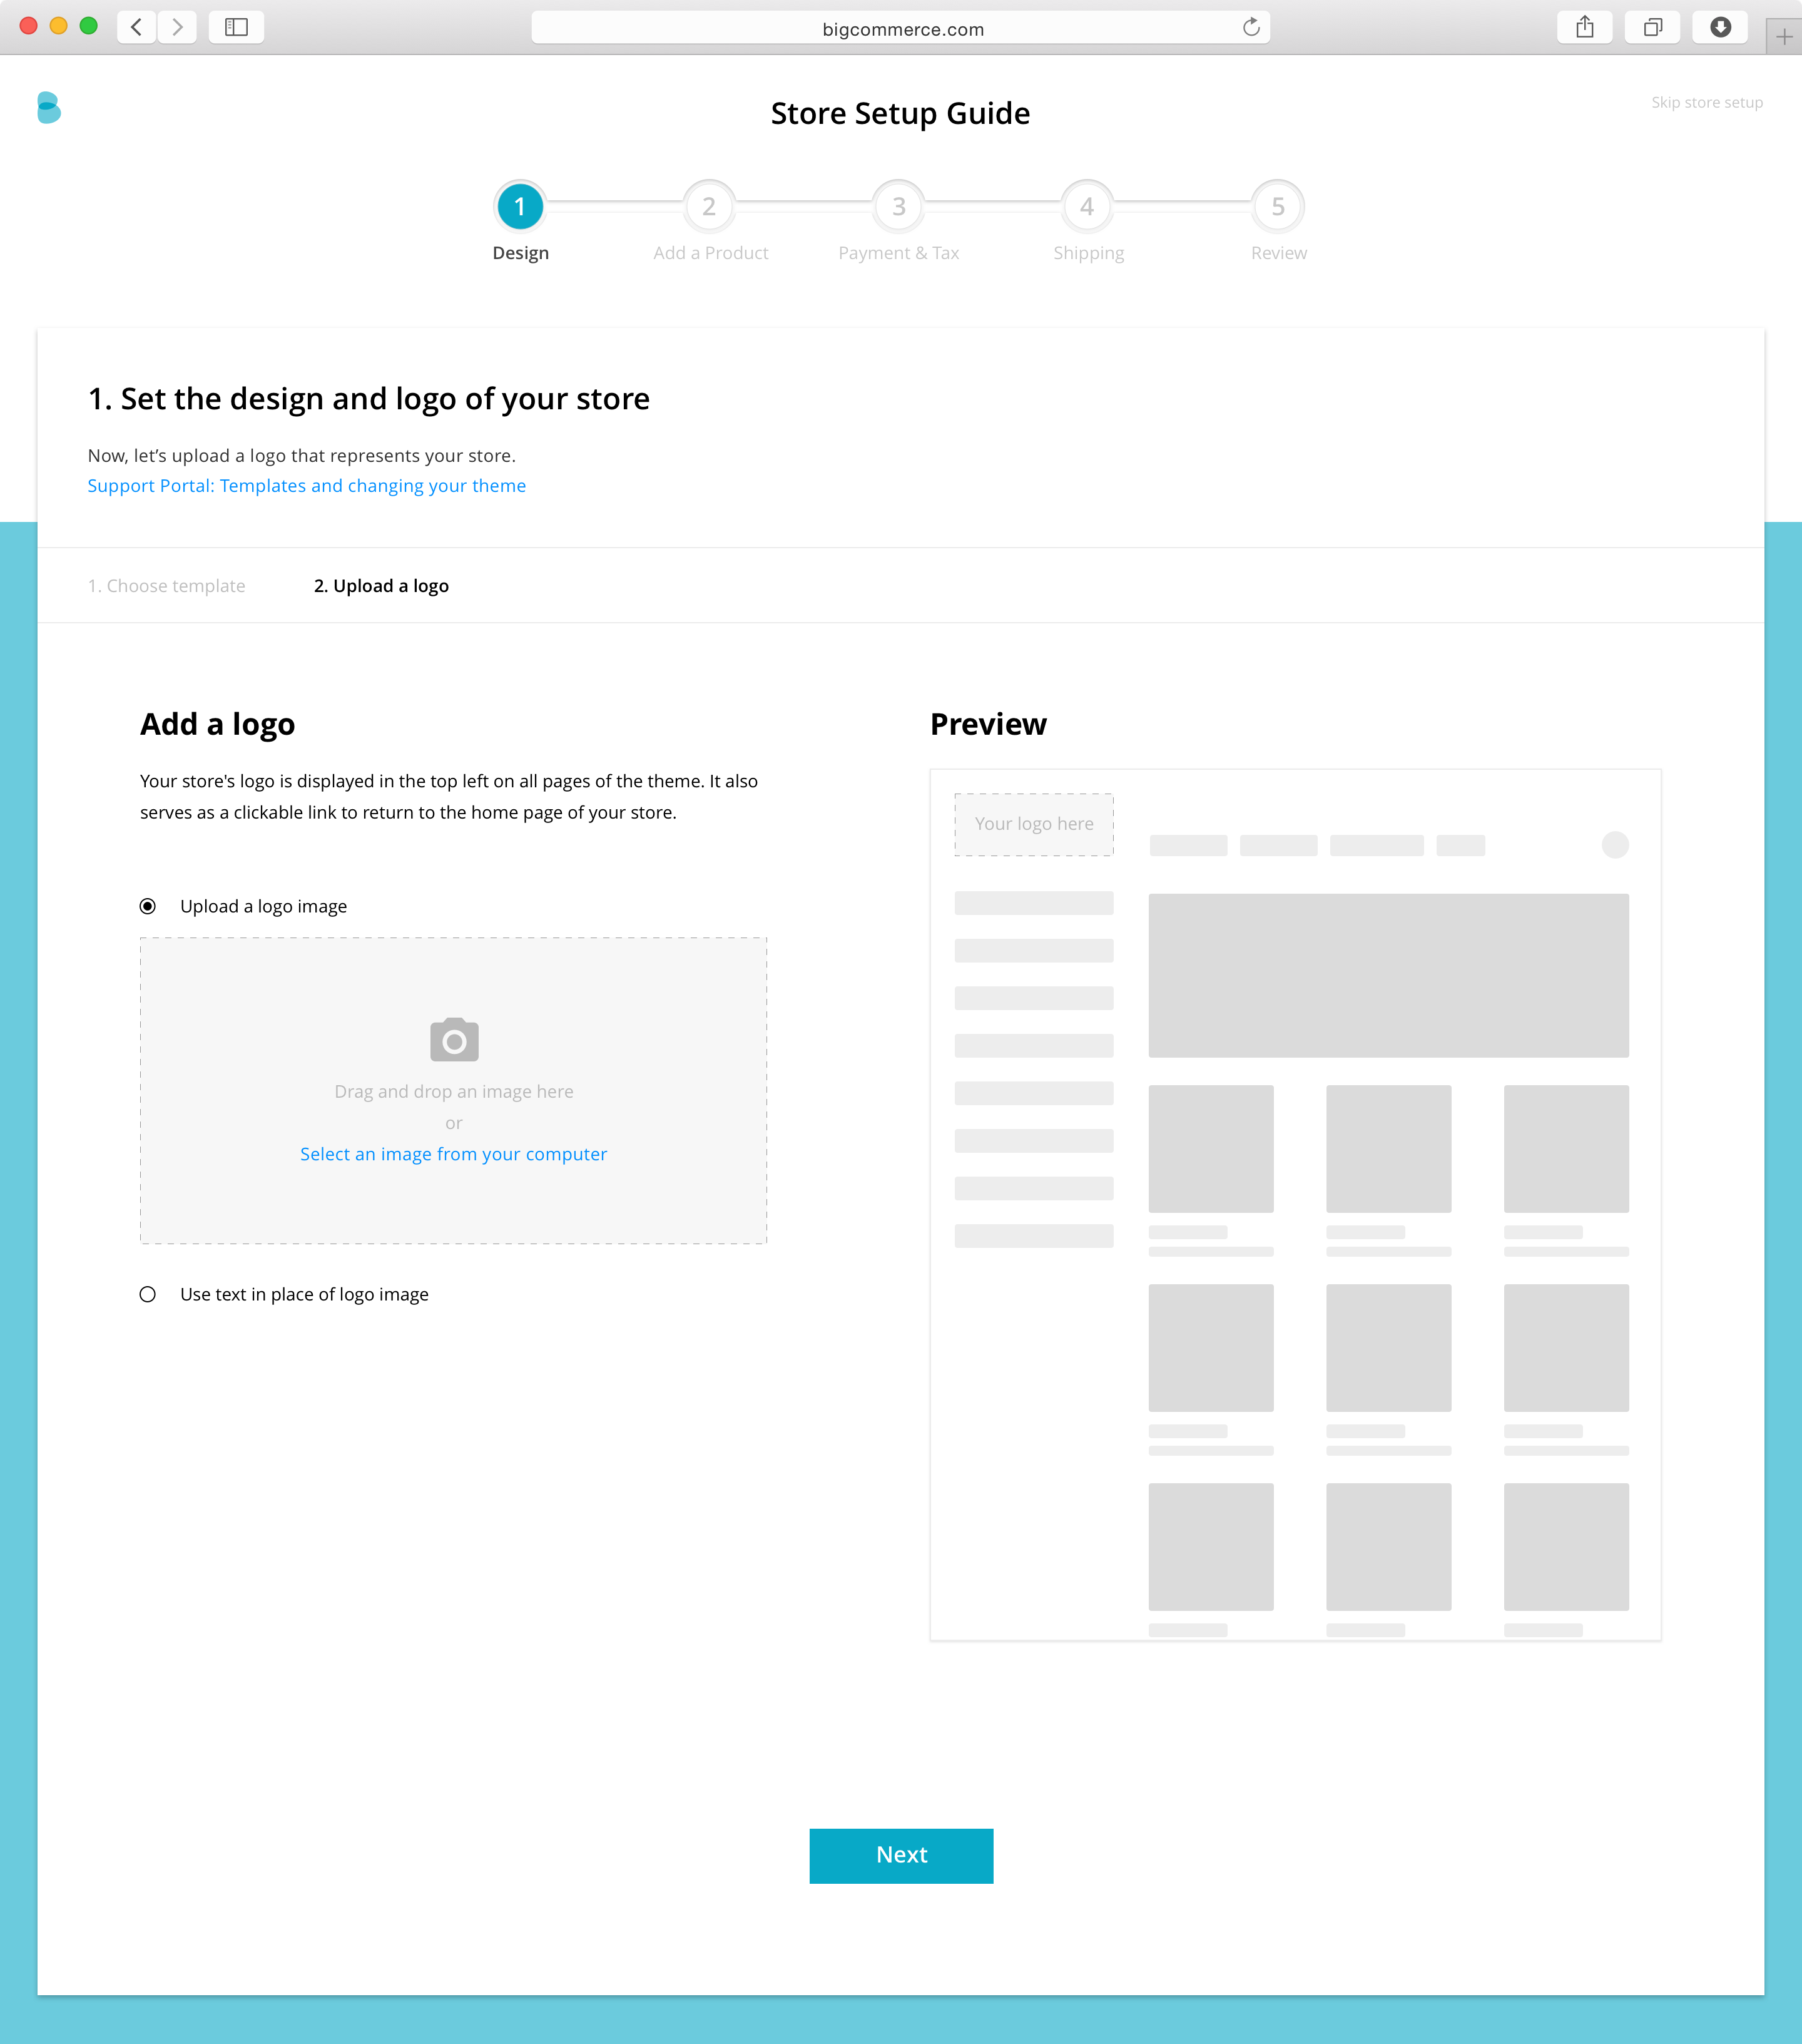 bigcommerce.com
Store Setup Guide
Skip store setup
1
2
3
4
5
Design
Add a Product
Payment & Tax
Shipping
Review
1. Set the design and logo of your store
Now, let’s upload a logo that represents your store.
Support Portal: Templates and changing your theme
1. Choose template
2. Upload a logo
Add a logo
Your store's logo is displayed in the top left on all pages of the theme. It also
serves as a clickable link to return to the home page of your store.
Upload a logo image
Drag and drop an image here
or
Select an image from your computer
Use text in place of logo image
Preview
Your logo here
Next